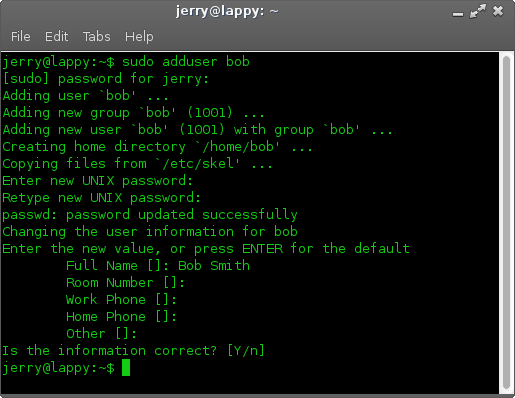 jerry@lappy: ~
File Edit Tabs Help
jerry@lappy:~$ sudo adduser bob
[sudo] password for jerry:
Adding user `bob' ...
Adding new group `bob' (1001) ...
Adding new user `bob' (1001) with group `bob' ...
Creating home directory `/home/bob' ...
Copying files from `/etc/skel' ...
Enter new UNIX password:
Retype new UNIX password:
passwd: password updated successfully
Changing the user information for bob
Enter the new value, or press ENTER for the default
        Full Name []: Bob Smith
        Room Number []:
        Work Phone []:
        Home Phone []:
        Other []:
Is the information correct? [Y/n]
jerry@lappy:~$